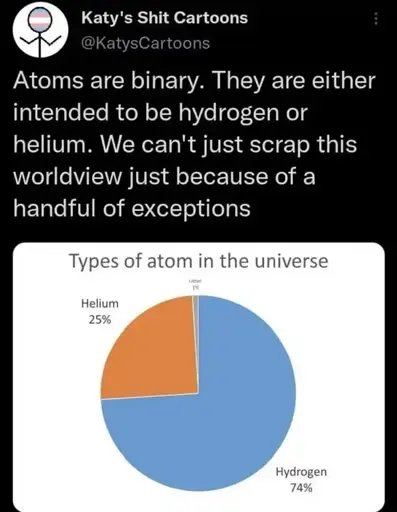 Katy's Shit Cartoons
@KatysCartoons
Atoms are binary. They are either
intended to be hydrogen or
helium. We can't just scrap this
worldview just because of a
handful of exceptions
Types of atom in the universe
Helium
25%
Hydrogen
74%